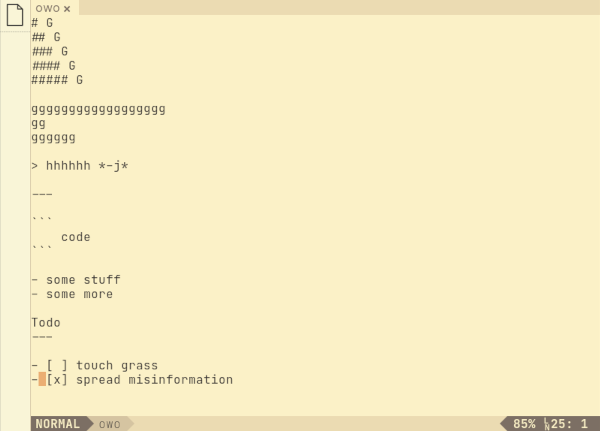 owo ×
# G
## G
### G
#### G
##### G
gggggggggggggggggg
gg
gggggg
> hhhhhh *-j*
---
```
    code
```
- some stuff
- some more
Todo
---
- [ ] touch grass
- [x] spread misinformation
NORMAL owo 85% 25: 1